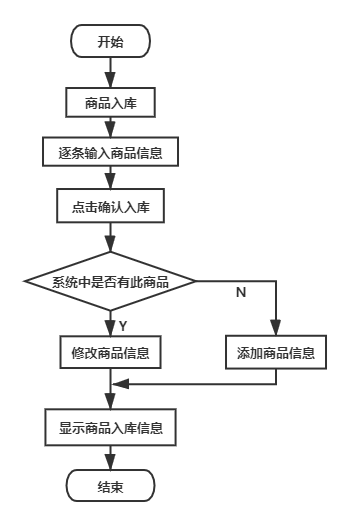 开始
商品入库
逐条输入商品信息
点击确认入库
系统中是否有此商品
N
Y
修改商品信息
添加商品信息
显示商品入库信息
结束